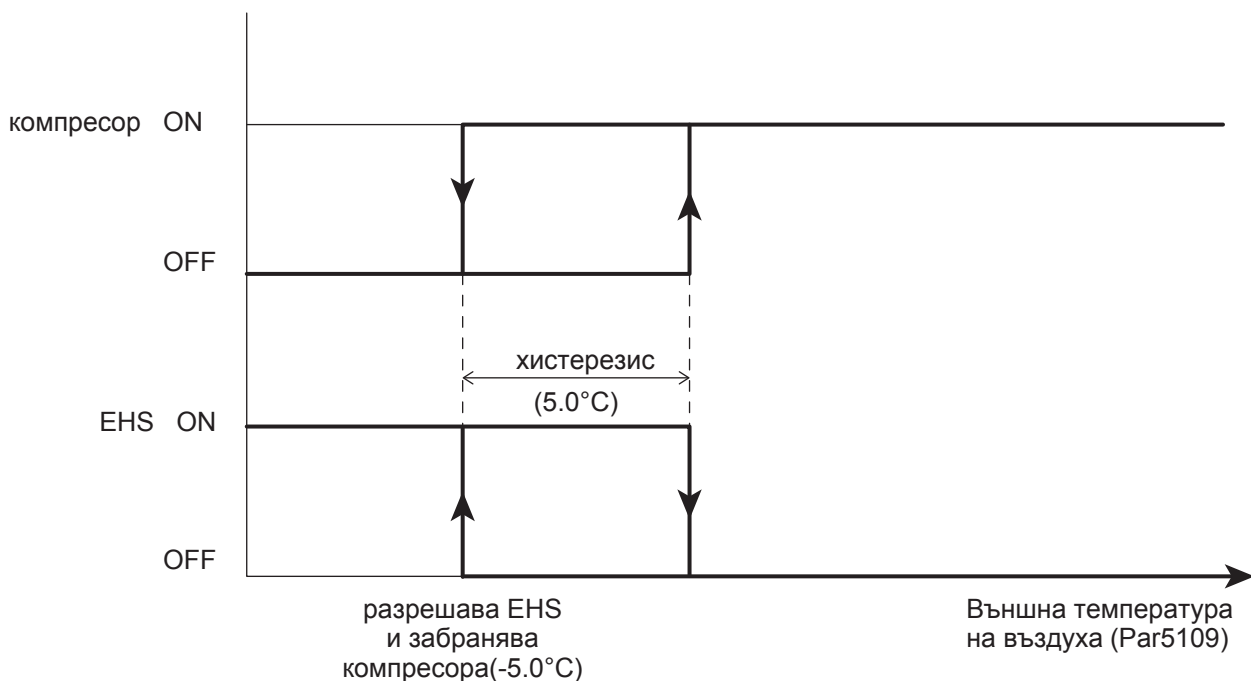 компресор ON
OFF
хистерезис
(5.0°C)
EHS ON
OFF
разрешава EHS
и забранява
компресора(-5.0°C)
Външна температура
на въздуха (Par5109)